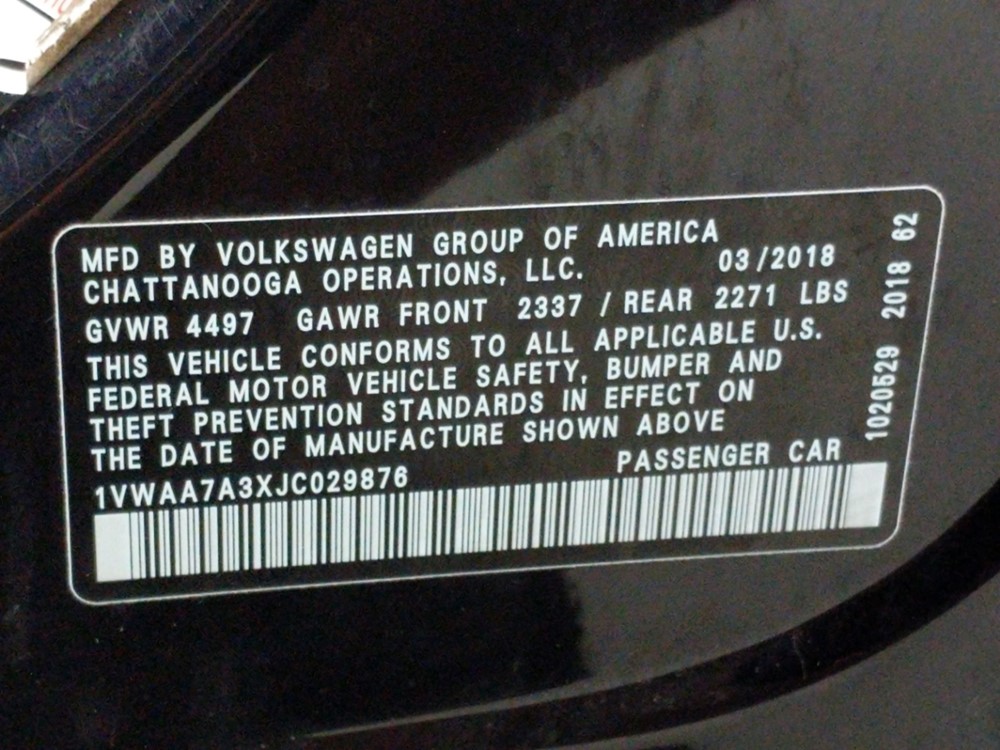 MFD BY VOLKSWAGEN GROUP OF AMERICA
CHATTANOOGA OPERATIONS, LLC. 03/2018
GVWR 4497 GAWR FRONT 2337 / REAR 2271 LBS
THIS VEHICLE CONFORMS TO ALL APPLICABLE U.S.
FEDERAL MOTOR VEHICLE SAFETY, BUMPER AND
THEFT PREVENTION STANDARDS IN EFFECT ON
THE DATE OF MANUFACTURE SHOWN ABOVE
1VWAA7A3XJC029876 PASSENGER CAR
1020529 2018 62